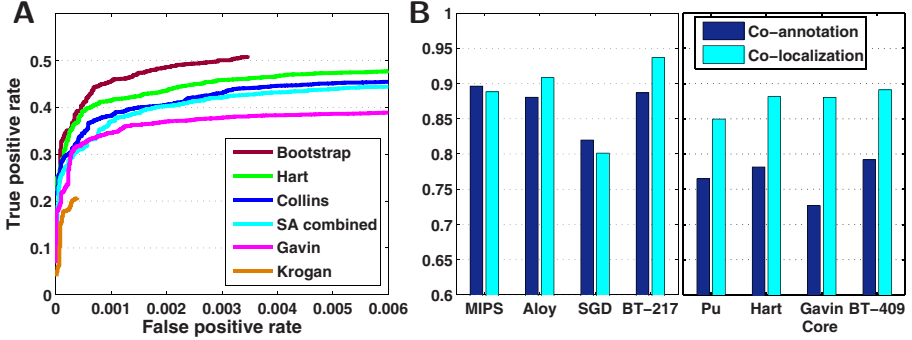 A
True positive rate
0.5
0.4
0.3
0.2
0.1
0
Bootstrap
Hart
Collins
SA combined
Gavin
Krogan
0 0.001 0.002 0.003 0.004 0.005 0.006
False positive rate
B
1
0.95
0.9
0.85
0.8
0.75
0.7
0.65
0.6
MIPS Aloy SGD BT-217
Co-annotation
Co-localization
Pu Hart Gavin BT-409
Core